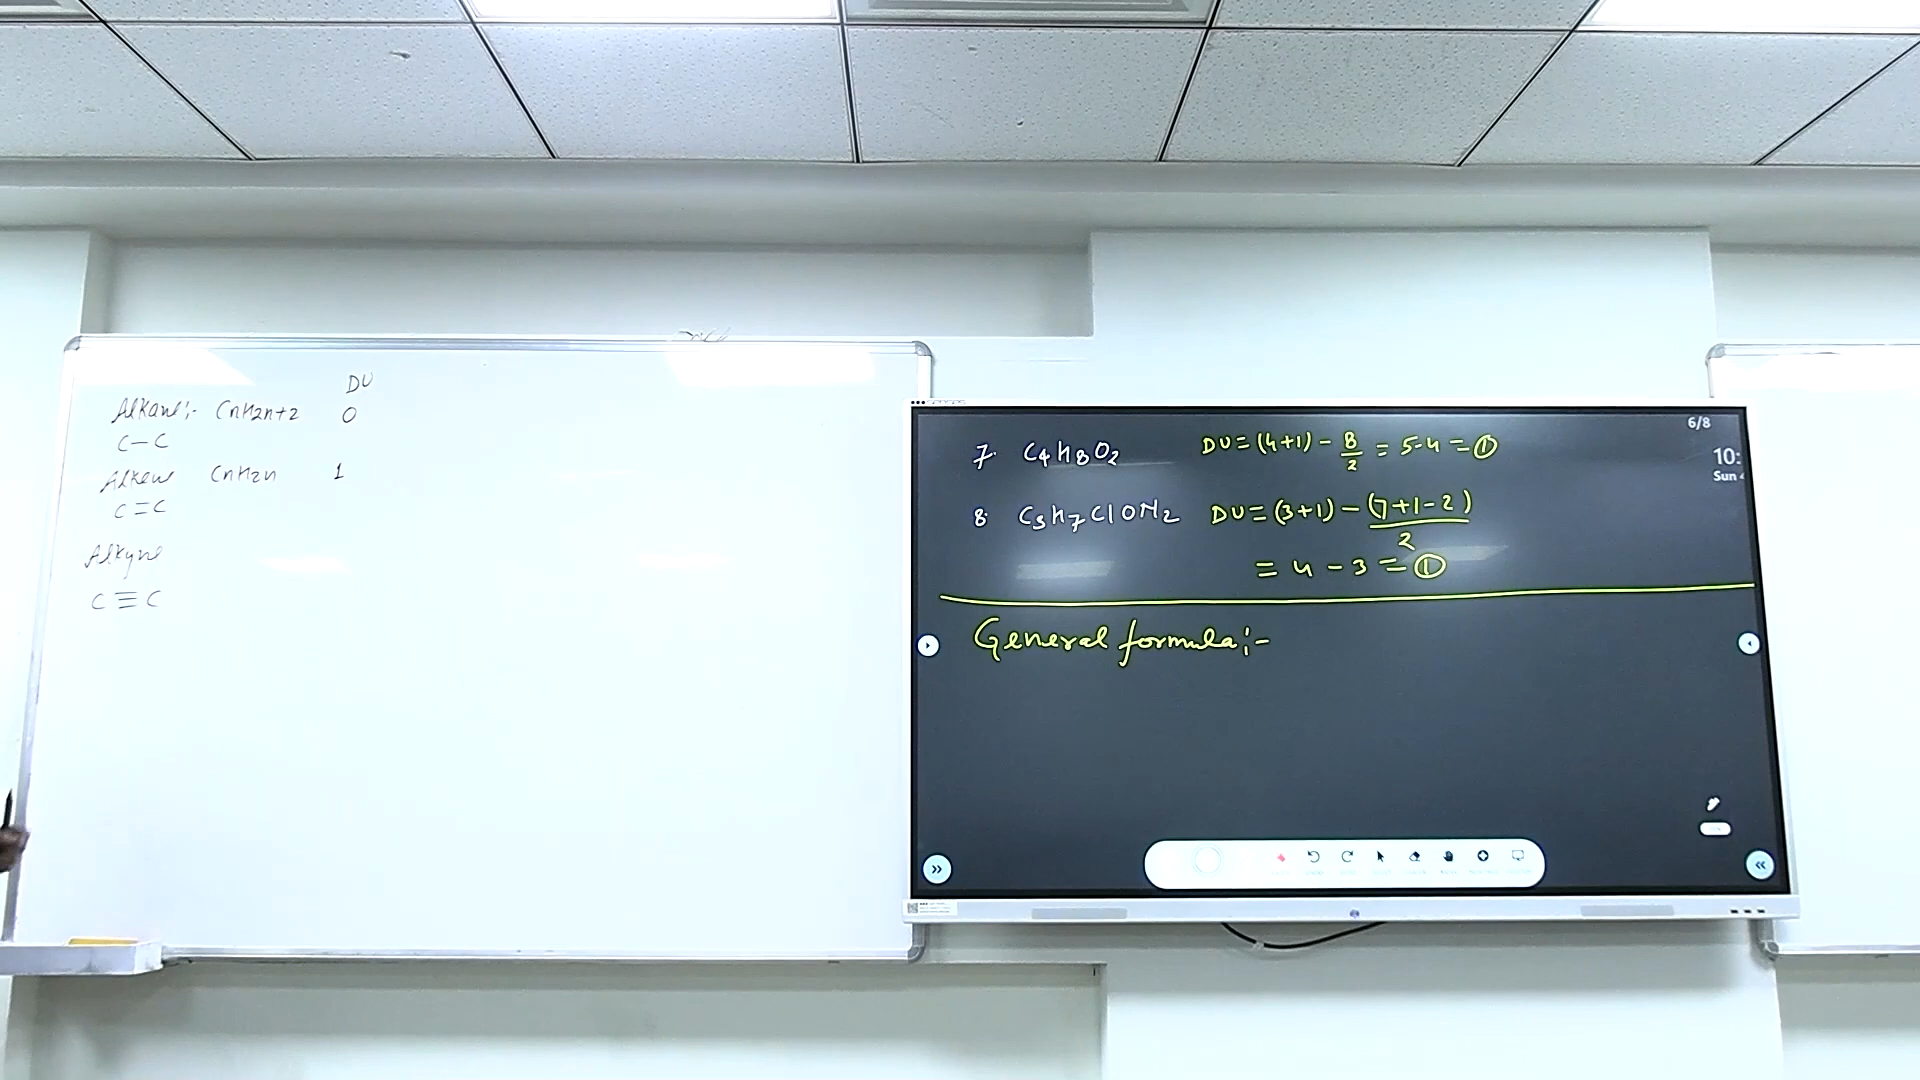 DU
Alkane:- CnH2n+2 0
C-C
Alkene CnH2n 1
C=C
Alkyne
C≡C
6/8
10:
Sun
7. C4H8O2 DU = (4+1) - 8/2 = 5-4 = ①
8. C3H7ClON2 DU = (3+1) - (7+1-2)/2
= 4 - 3 = ①
General formula:-